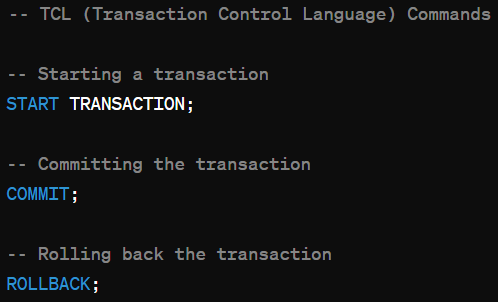 -- TCL (Transaction Control Language) Commands
-- Starting a transaction
START TRANSACTION;
-- Committing the transaction
COMMIT;
-- Rolling back the transaction
ROLLBACK;